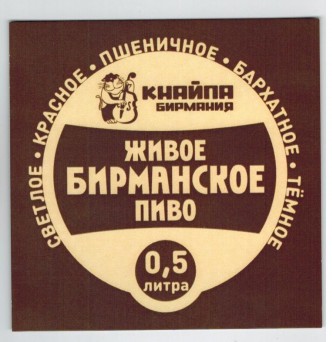 СВЕТЛОЕ • КРАСНОЕ • ПШЕНИЧНОЕ • БАРХАТНОЕ • ТЁМНОЕ
КНАЙПА
БИРМАНИЯ
ЖИВОЕ
БИРМАНСКОЕ
ПИВО
0,5
литра